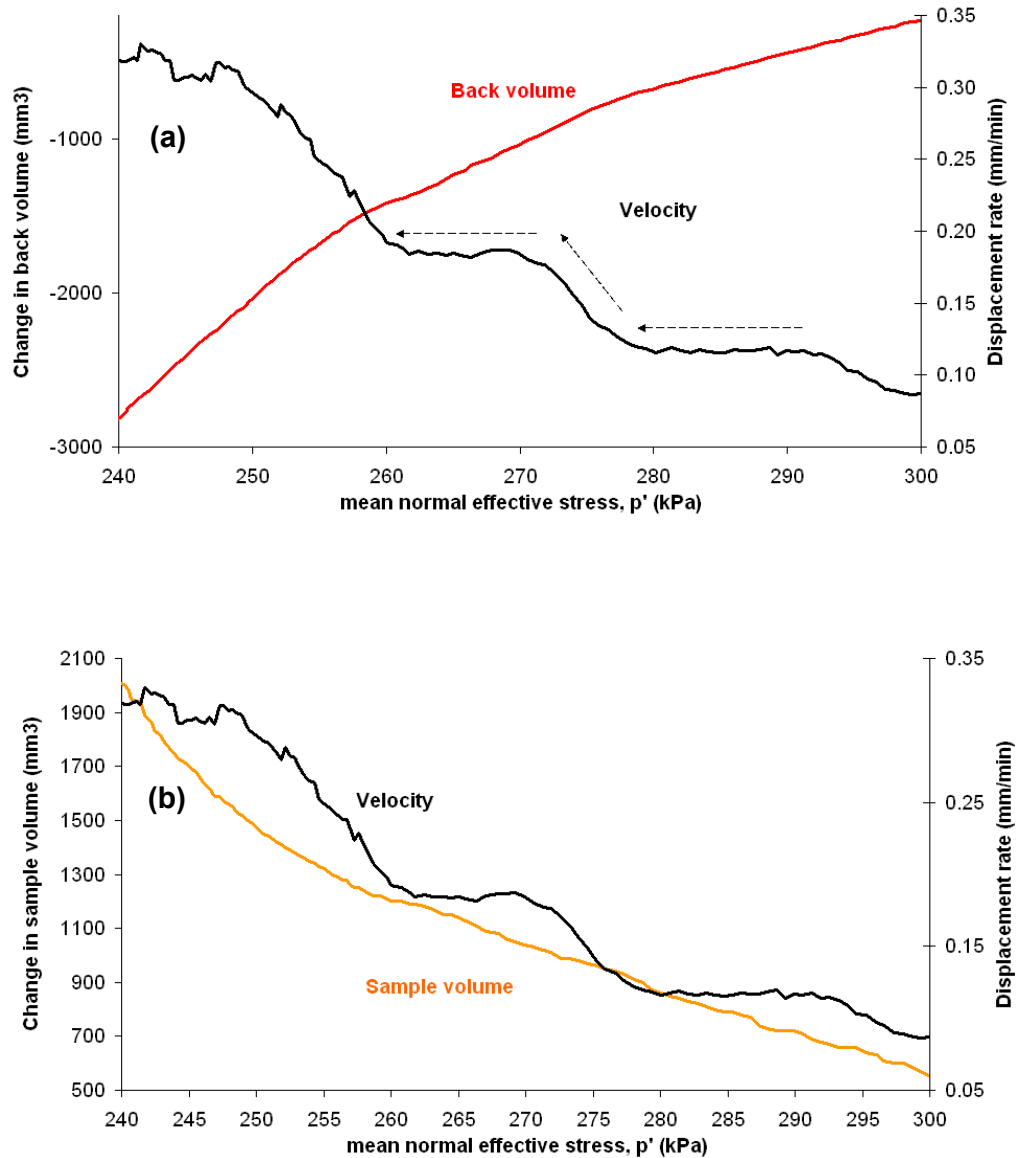 0.35
Back volume
0.30
Change in back volume (mm3)
(a)
-1000
0.25
Velocity
0.20
-2000
0.15
0.10
Displacement rate (mm/min)
-3000
0.05
240 250 260 270 280 290 300
mean normal effective stress, p' (kPa)
2100
0.35
1900
1700
(b)
Velocity
0.25
1500
Change in sample volume (mm3)
1300
1100
0.15
Sample volume
900
Displacement rate (mm/min)
700
500
0.05
240 245 250 255 260 265 270 275 280 285 290 295 300
mean normal effective stress, p' (kPa)